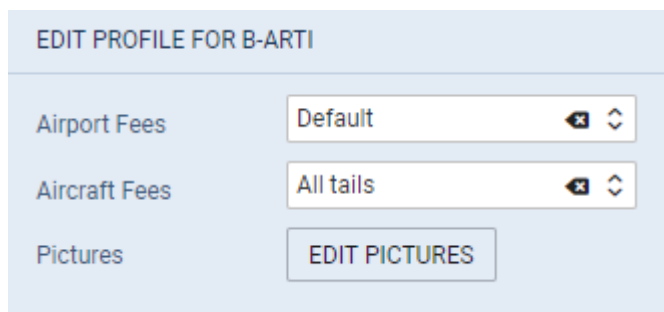 EDIT PROFILE FOR B-ARTI
Airport Fees Default
Aircraft Fees All tails
Pictures EDIT PICTURES